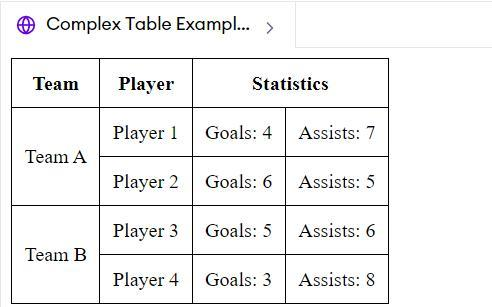 Complex Table Exampl...
Team Player Statistics
Team A
Player 1 Goals: 4 Assists: 7
Player 2 Goals: 6 Assists: 5
Team B
Player 3 Goals: 5 Assists: 6
Player 4 Goals: 3 Assists: 8